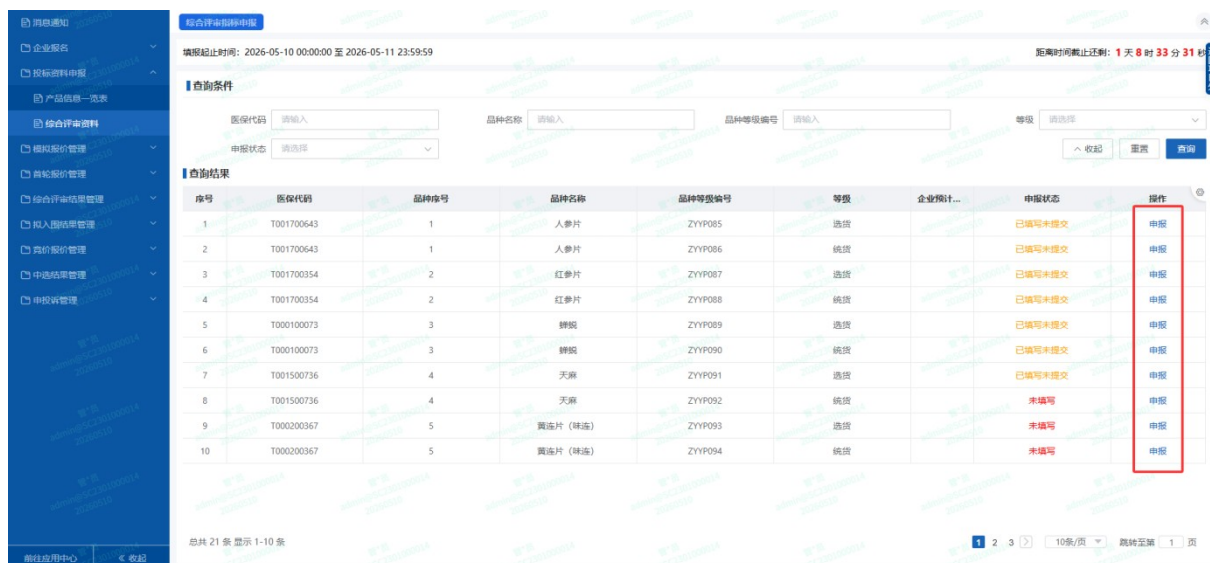 消息通知
企业报名
投标资料申报
产品信息一览表
综合评审资料
模拟报价管理
首轮报价管理
综合评审结果管理
拟入围结果管理
竞价报价管理
中选结果管理
申投诉管理
前往应用中心 《 收起
综合评审指标申报
填报起止时间：2026-05-10 00:00:00 至 2026-05-11 23:59:59 距离时间截止还剩：1 天 8 时 33 分 31 秒
查询条件
医保代码 请输入 品种名称 请输入 品种等级编号 请输入 等级 请选择
申报状态 请选择 收起 重置 查询
查询结果
序号 医保代码 品种序号 品种名称 品种等级编号 等级 企业预计... 申报状态 操作
1 T001700643 1 人参片 ZYYP085 选货 已填写未提交 申报
2 T001700643 1 人参片 ZYYP086 统货 已填写未提交 申报
3 T001700354 2 红参片 ZYYP087 选货 已填写未提交 申报
4 T001700354 2 红参片 ZYYP088 统货 已填写未提交 申报
5 T000100073 3 蝉蜕 ZYYP089 选货 已填写未提交 申报
6 T000100073 3 蝉蜕 ZYYP090 统货 已填写未提交 申报
7 T001500736 4 天麻 ZYYP091 选货 已填写未提交 申报
8 T001500736 4 天麻 ZYYP092 统货 未填写 申报
9 T000200367 5 黄连片（味连） ZYYP093 选货 未填写 申报
10 T000200367 5 黄连片（味连） ZYYP094 统货 未填写 申报
总共 21 条 显示 1-10 条 1 2 3 > 10条/页 跳转至第 1 页